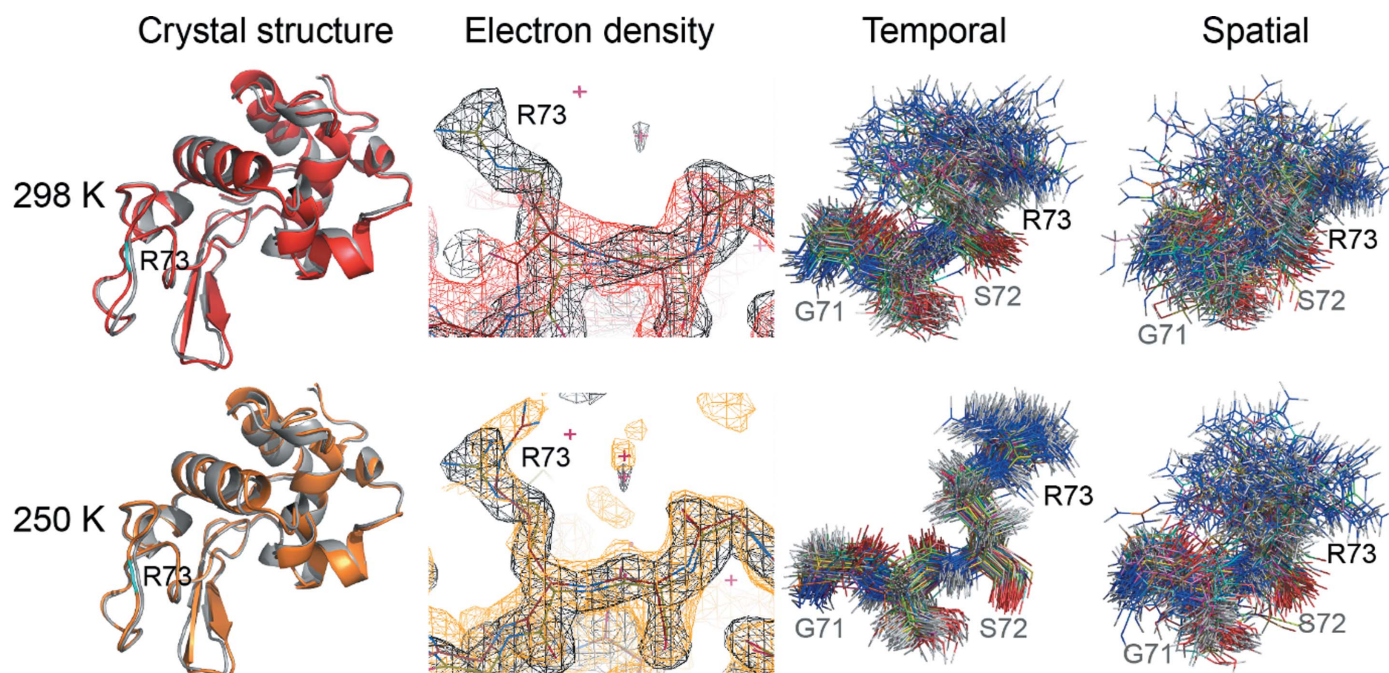 Crystal structure Electron density Temporal Spatial
298 K
R73
R73
R73
G71
S72
R73
S72
G71
250 K
R73
R73
R73
G71
S72
R73
S72
G71